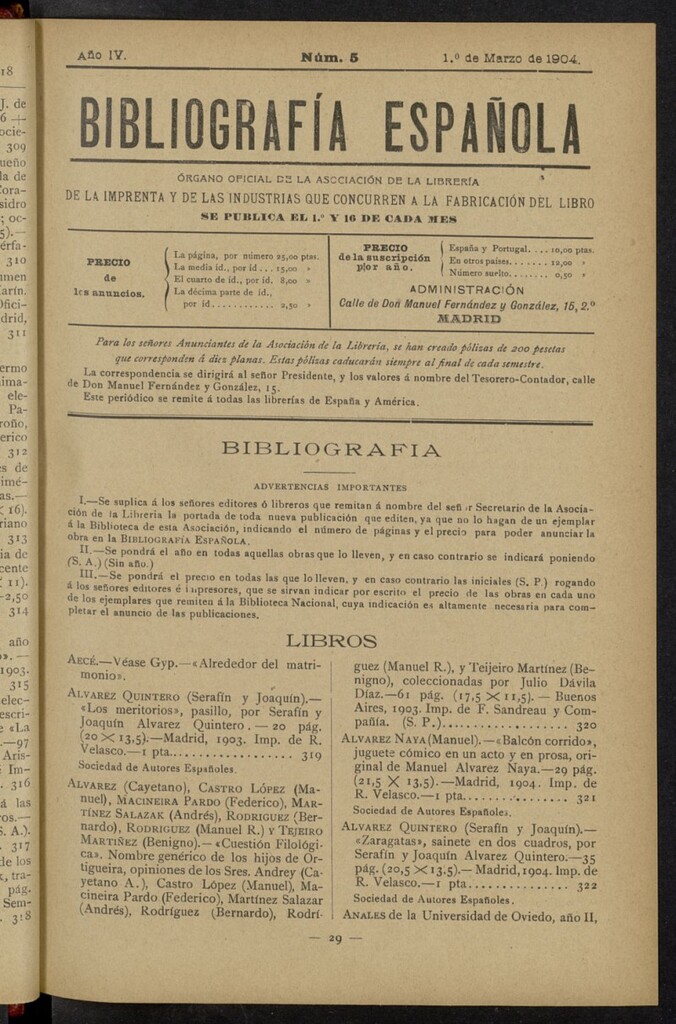 Año IV.
Núm. 5
1.º de Marzo de 1904.
BIBLIOGRAFÍA ESPAÑOLA
ÓRGANO OFICIAL DE LA ASOCIACIÓN DE LA LIBRERÍA
DE LA IMPRENTA Y DE LAS INDUSTRIAS QUE CONCURREN A LA FABRICACIÓN DEL LIBRO
SE PUBLICA EL 1.º Y 16 DE CADA MES
PRECIO
de
los anuncios.
La página, por número 25,00 ptas.
La media id., por id... 15,00 »
El cuarto de id., por id. 8,00 »
La décima parte de id.,
por id............ 2,50 »
PRECIO
de la suscripción
por año.
España y Portugal.... 10,00 ptas.
En otros países........ 12,00 »
Número suelto........ 0,50 »
ADMINISTRACIÓN
Calle de Don Manuel Fernández y González, 15, 2.º
MADRID
Para los señores Anunciantes de la Asociación de la Librería, se han creado pólizas de 200 pesetas
que corresponden á diez planas. Estas pólizas caducarán siempre al final de cada semestre.
La correspondencia se dirigirá al señor Presidente, y los valores á nombre del Tesorero-Contador, calle
de Don Manuel Fernández y González, 15.
Este periódico se remite á todas las librerías de España y América.
BIBLIOGRAFIA
ADVERTENCIAS IMPORTANTES
I.—Se suplica á los señores editores ó libreros que remitan á nombre del señor Secretario de la Asocia-
ción de la Librería la portada de toda nueva publicación que editen, ya que no lo hagan de un ejemplar
á la Biblioteca de esta Asociación, indicando el número de páginas y el precio para poder anunciar la
obra en la BIBLIOGRAFÍA ESPAÑOLA.
II.—Se pondrá el año en todas aquellas obras que lo lleven, y en caso contrario se indicará poniendo
(S. A.) (Sin año.)
III.—Se pondrá el precio en todas las que lo lleven, y en caso contrario las iniciales (S. P.) rogando
á los señores editores é impresores, que se sirvan indicar por escrito el precio de las obras en cada uno
de los ejemplares que remiten á la Biblioteca Nacional, cuya indicación es altamente necesaria para com-
pletar el anuncio de las publicaciones.
LIBROS
AECÉ.—Véase Gyp.—«Alrededor del matri-
monio».
ALVAREZ QUINTERO (Serafín y Joaquín).—
«Los meritorios», pasillo, por Serafín y
Joaquín Alvarez Quintero. — 20 pág.
(20 × 13,5).—Madrid, 1903. Imp. de R.
Velasco.—1 pta................... 319
Sociedad de Autores Españoles.
ALVAREZ (Cayetano), CASTRO LÓPEZ (Ma-
nuel), MACINEIRA PARDO (Federico), MAR-
TÍNEZ SALAZAK (Andrés), RODRIGUEZ (Ber-
nardo), RODRIGUEZ (Manuel R.) Y TEJEIRO
MARTIÑEZ (Benigno).— «Cuestión Filológi-
ca». Nombre genérico de los hijos de Or-
tigueira, opiniones de los Sres. Andrey (Ca-
yetano A.), Castro López (Manuel), Ma-
cineira Pardo (Federico), Martínez Salazar
(Andrés), Rodríguez (Bernardo), Rodrí-
guez (Manuel R.), y Teijeiro Martínez (Be-
nigno), coleccionadas por Julio Dávila
Díaz.—61 pág. (17,5 × 11,5). — Buenos
Aires, 1903. Imp. de F. Sandreau y Com-
pañía. (S. P.)..................... 320
ALVAREZ NAYA (Manuel). —«Balcón corrido»,
juguete cómico en un acto y en prosa, ori-
ginal de Manuel Alvarez Naya.—29 pág.
(21,5 × 13,5).—Madrid, 1904. Imp. de
R. Velasco.—1 pta................ 321
Sociedad de Autores Españoles.
ALVAREZ QUINTERO (Serafín y Joaquín).—
«Zaragatas», sainete en dos cuadros, por
Serafín y Joaquín Alvarez Quintero.—35
pág. (20,5 × 13,5).— Madrid, 1904. Imp. de
R. Velasco.—1 pta................ 322
Sociedad de Autores Españoles.
ANALES de la Universidad de Oviedo, año II,
— 29 —